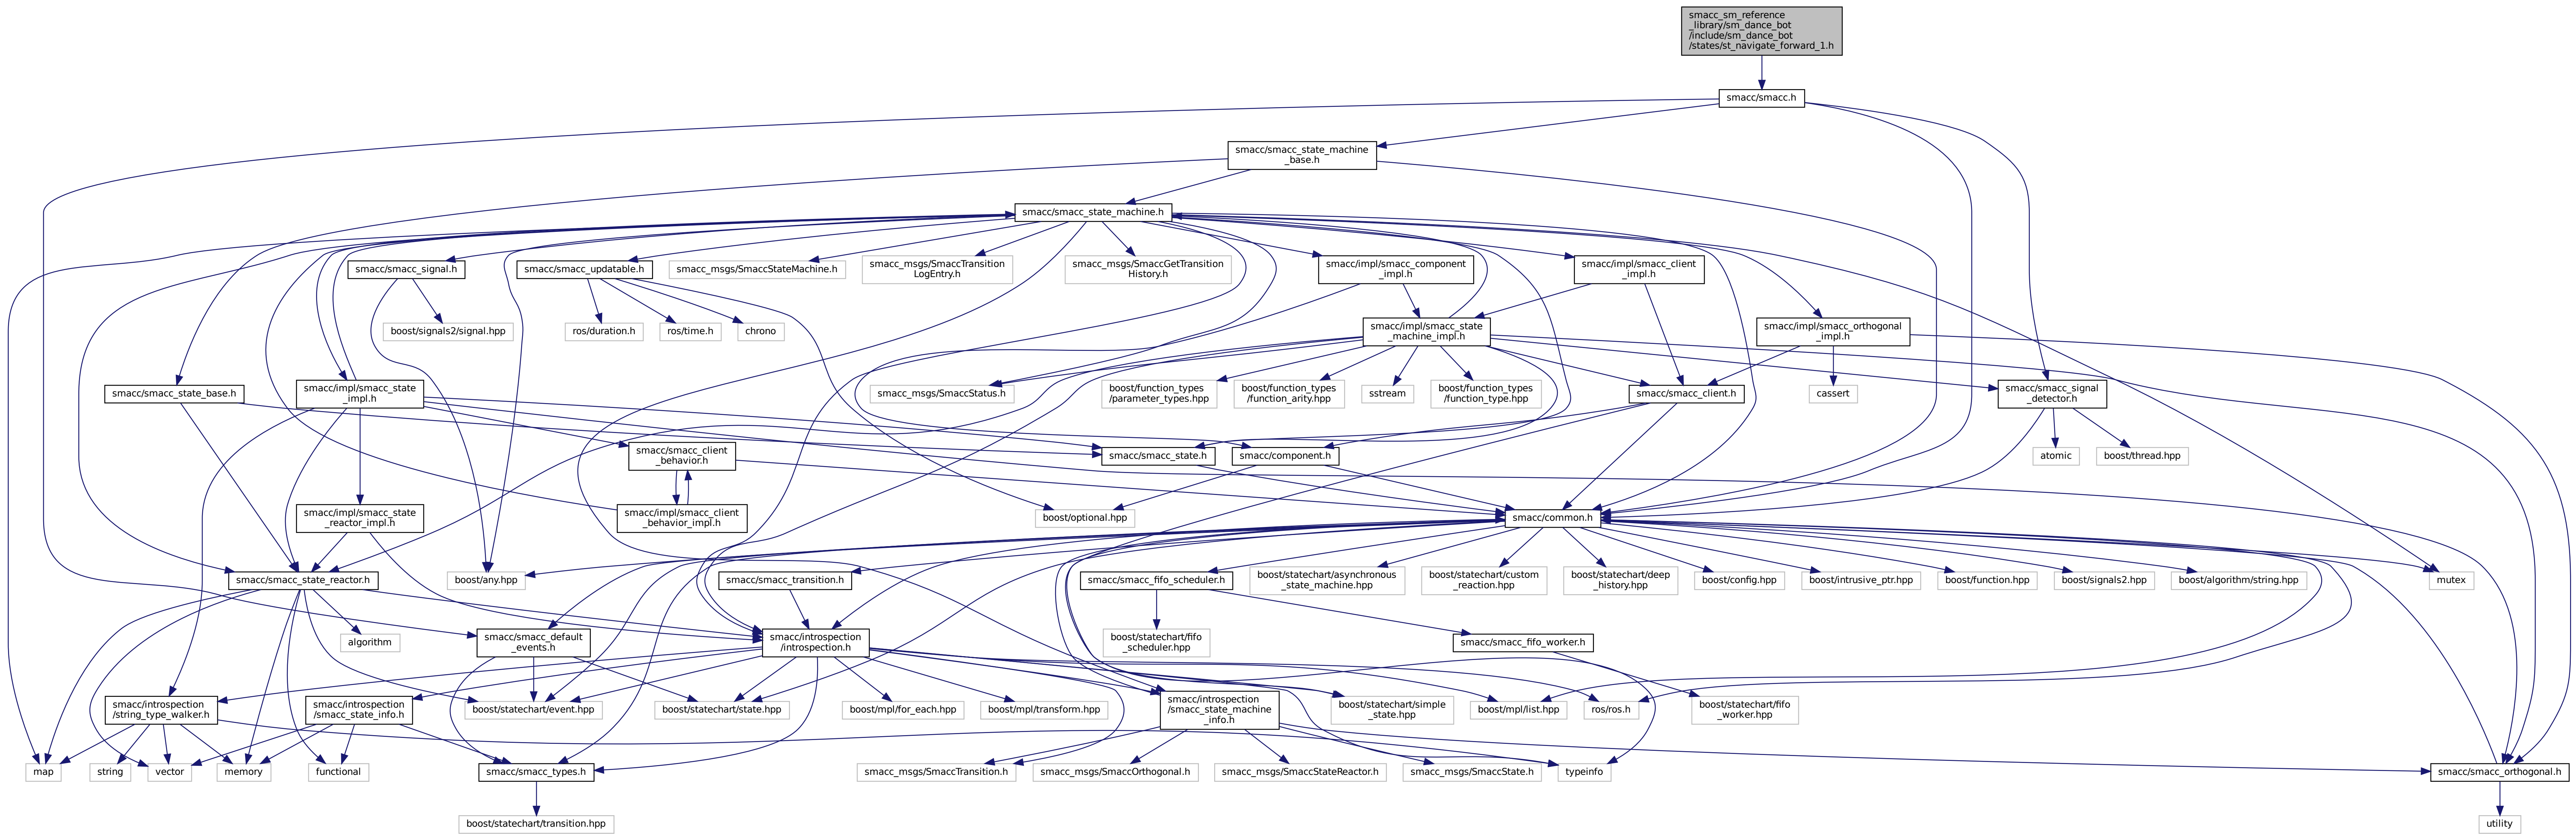 smacc_sm_reference
_library/sm_dance_bot
/include/sm_dance_bot
/states/st_navigate_forward_1.h
smacc/smacc.h
smacc/smacc_state_machine
_base.h
smacc/smacc_state_machine.h
smacc/smacc_signal.h
smacc/smacc_updatable.h
smacc_msgs/SmaccStateMachine.h
smacc_msgs/SmaccTransition
LogEntry.h
smacc_msgs/SmaccGetTransition
History.h
smacc/impl/smacc_component
_impl.h
smacc/impl/smacc_client
_impl.h
boost/signals2/signal.hpp
ros/duration.h
ros/time.h
chrono
smacc/impl/smacc_state
_machine_impl.h
smacc/impl/smacc_orthogonal
_impl.h
smacc/smacc_state_base.h
smacc/impl/smacc_state
_impl.h
smacc_msgs/SmaccStatus.h
boost/function_types
/parameter_types.hpp
boost/function_types
/function_arity.hpp
sstream
boost/function_types
/function_type.hpp
smacc/smacc_client.h
cassert
smacc/smacc_signal
_detector.h
smacc/smacc_client
_behavior.h
smacc/smacc_state.h
smacc/component.h
atomic
boost/thread.hpp
smacc/impl/smacc_state
_reactor_impl.h
smacc/impl/smacc_client
_behavior_impl.h
boost/optional.hpp
smacc/common.h
smacc/smacc_state_reactor.h
boost/any.hpp
smacc/smacc_transition.h
smacc/smacc_fifo_scheduler.h
boost/statechart/asynchronous
_state_machine.hpp
boost/statechart/custom
_reaction.hpp
boost/statechart/deep
_history.hpp
boost/config.hpp
boost/intrusive_ptr.hpp
boost/function.hpp
boost/signals2.hpp
boost/algorithm/string.hpp
mutex
algorithm
smacc/smacc_default
_events.h
smacc/introspection
/introspection.h
boost/statechart/fifo
_scheduler.hpp
smacc/smacc_fifo_worker.h
smacc/introspection
/string_type_walker.h
smacc/introspection
/smacc_state_info.h
boost/statechart/event.hpp
boost/statechart/state.hpp
boost/mpl/for_each.hpp
boost/mpl/transform.hpp
smacc/introspection
/smacc_state_machine
_info.h
boost/statechart/simple
_state.hpp
boost/mpl/list.hpp
ros/ros.h
boost/statechart/fifo
_worker.hpp
map
string
vector
memory
functional
smacc/smacc_types.h
smacc_msgs/SmaccTransition.h
smacc_msgs/SmaccOrthogonal.h
smacc_msgs/SmaccStateReactor.h
smacc_msgs/SmaccState.h
typeinfo
smacc/smacc_orthogonal.h
boost/statechart/transition.hpp
utility